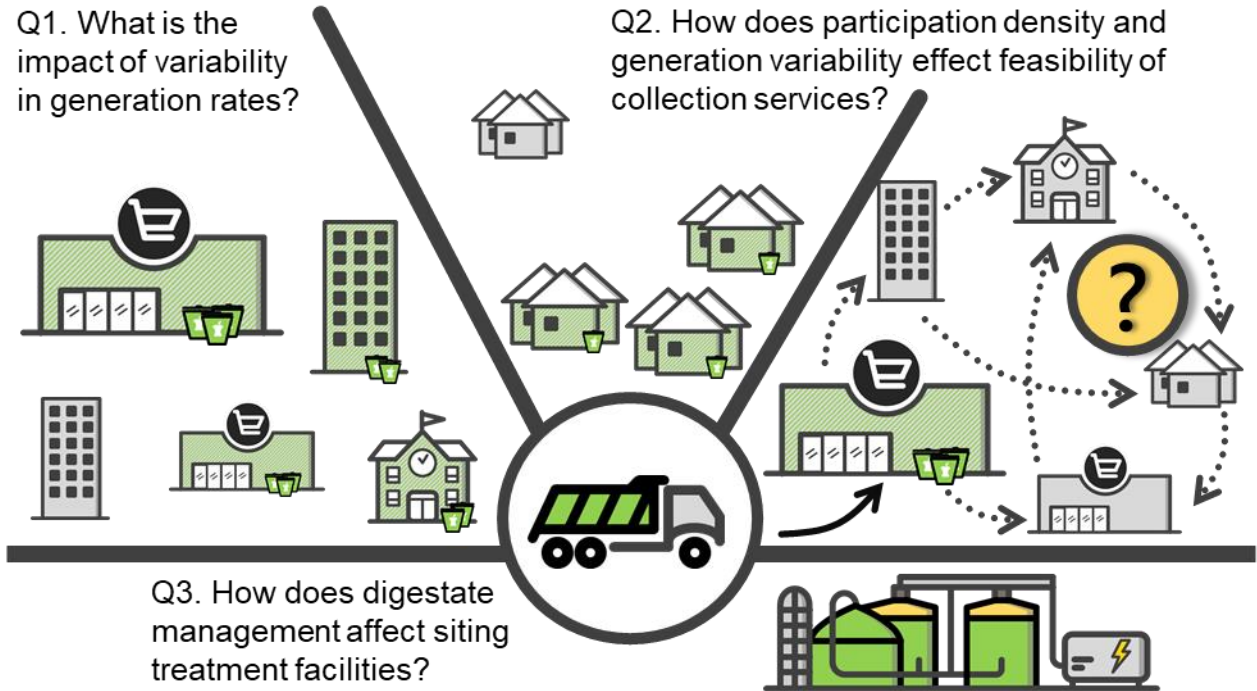 Q1. What is the
impact of variability
in generation rates?
Q2. How does participation density and
generation variability effect feasibility of
collection services?
?
Q3. How does digestate
management affect siting
treatment facilities?